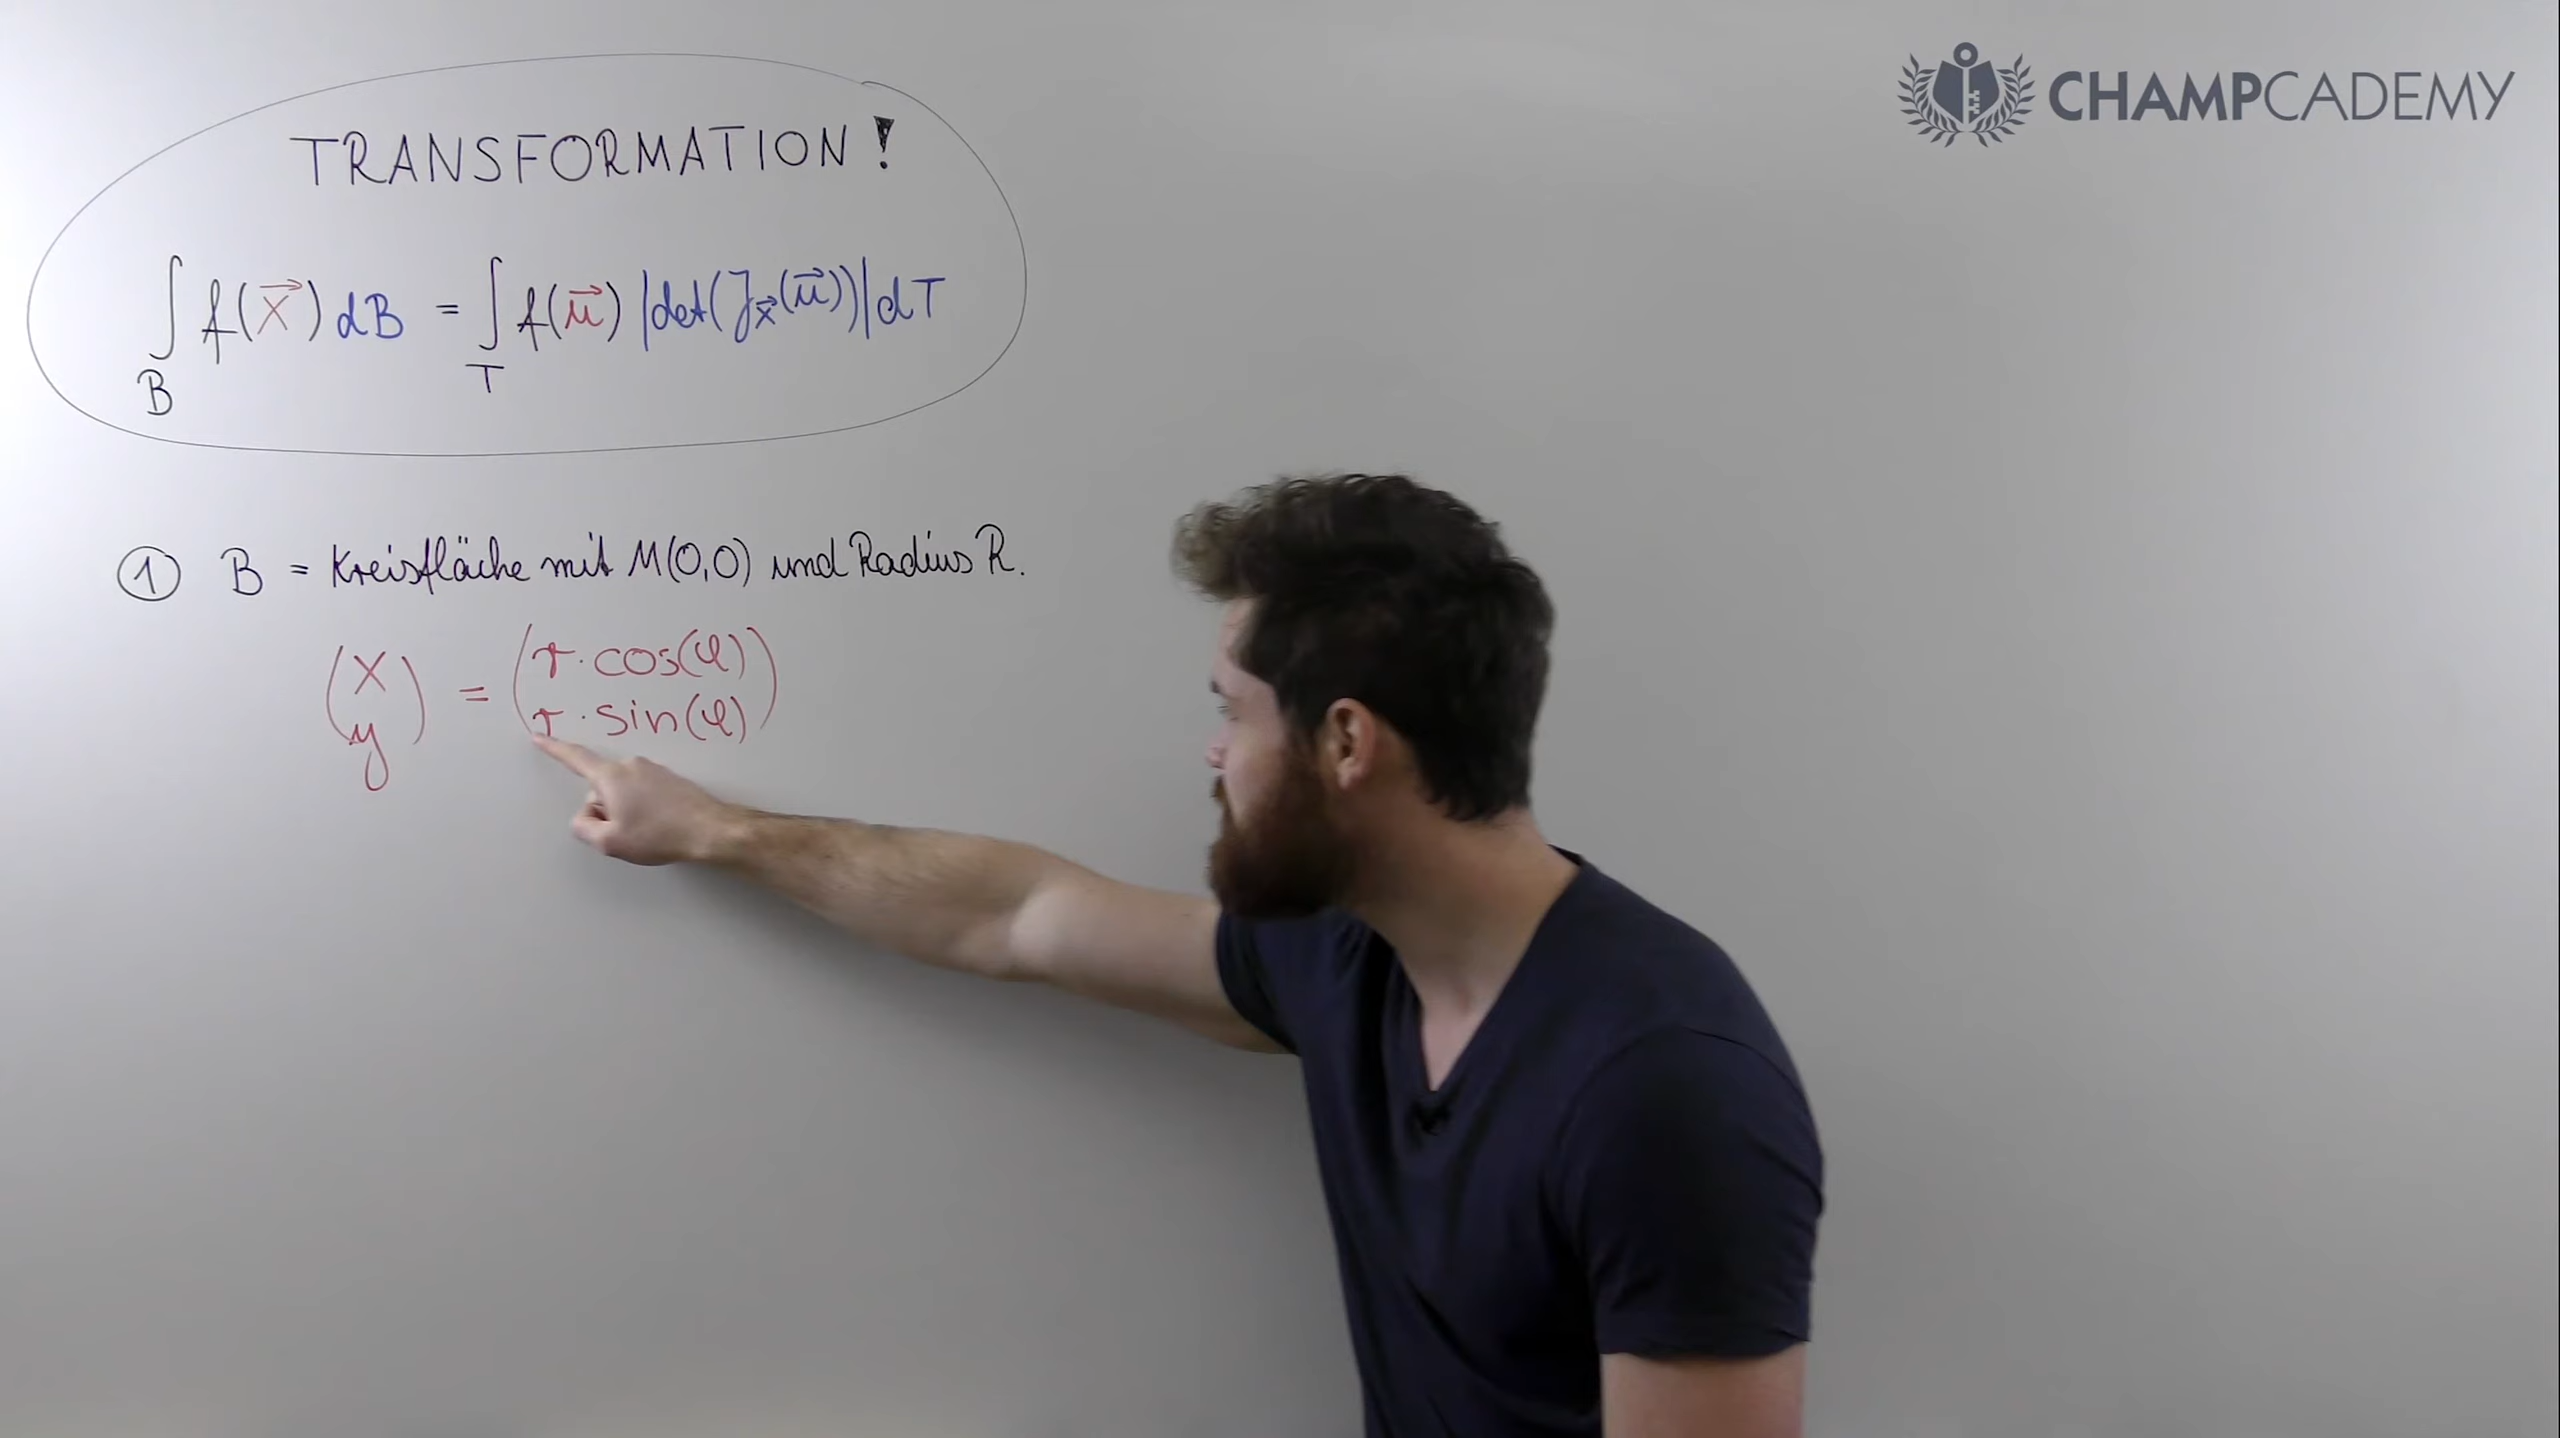 CHAMPCADEMY
TRANSFORMATION!
∫_B f(x⃗) dB = ∫_T f(u⃗) |det(J_x⃗(u⃗))| dT
① B = Kreisfläche mit M(0,0) und Radius R.
(x y) = (r·cos(φ) r·sin(φ))